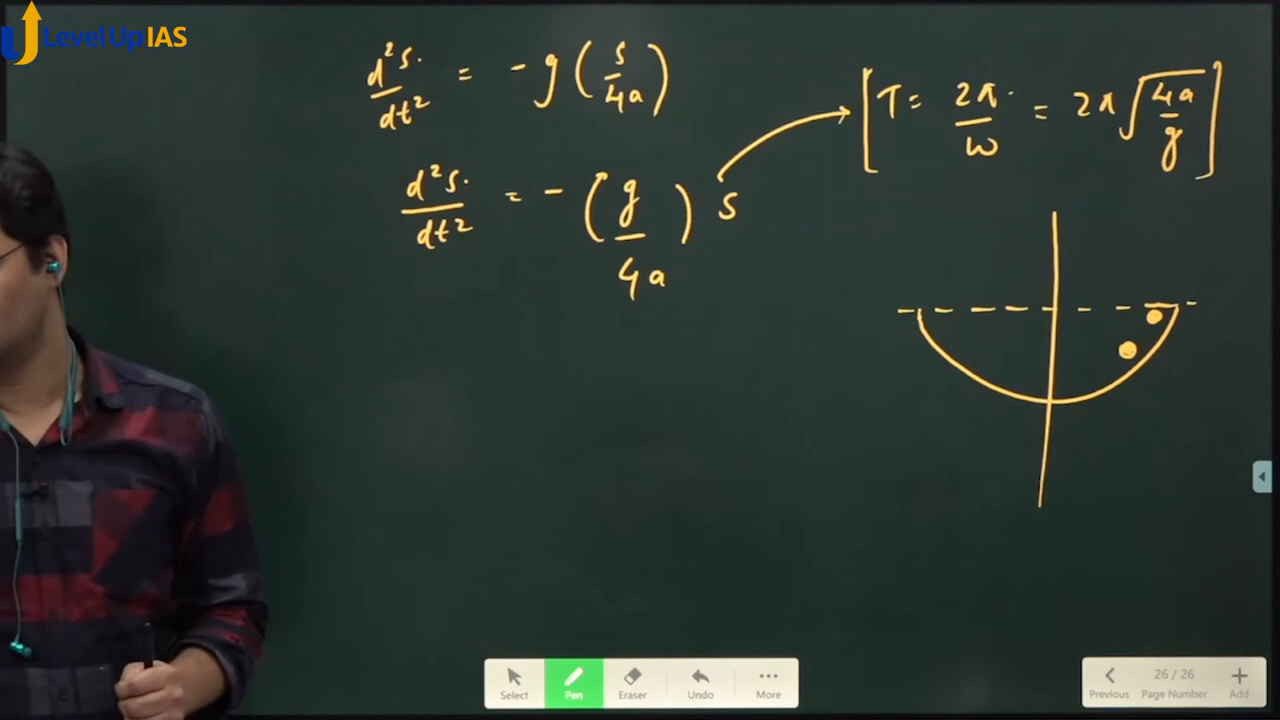 Level Up IAS
d²s/dt² = -g(s/4a)
d²s/dt² = -(g/4a) s
[T = 2π/ω = 2π√(4a/g)]
Select
Pen
Eraser
Undo
More
Previous
26 / 26
Page Number
Add